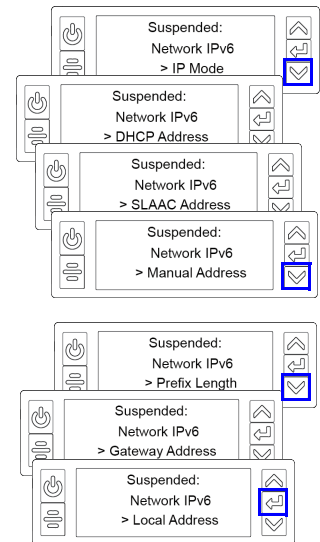 Suspended:
Network IPv6
> IP Mode
Suspended:
Network IPv6
> DHCP Address
Suspended:
Network IPv6
> SLAAC Address
Suspended:
Network IPv6
> Manual Address
Suspended:
Network IPv6
> Prefix Length
Suspended:
Network IPv6
> Gateway Address
Suspended:
Network IPv6
> Local Address